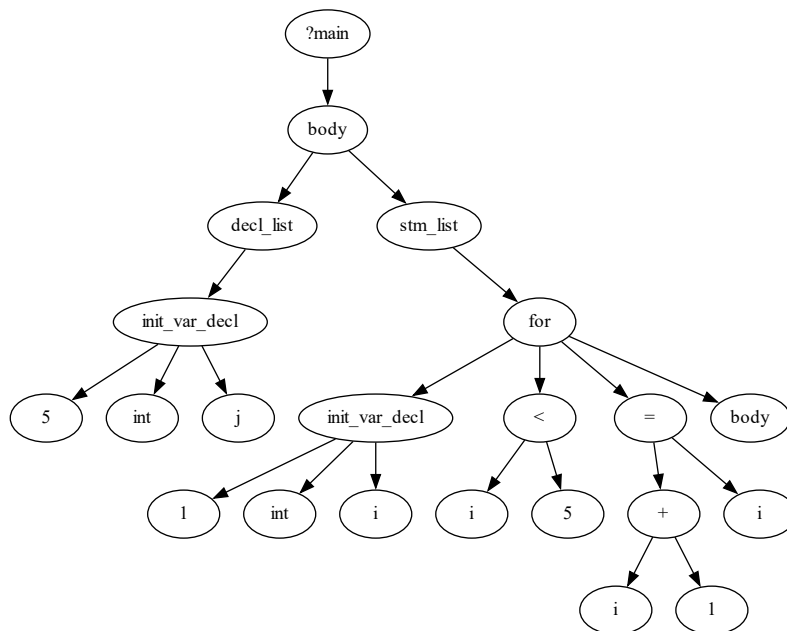 ?main
body
decl_list
stm_list
init_var_decl
for
5
int
j
init_var_decl
<
=
body
1
int
i
i
5
+
i
i
1